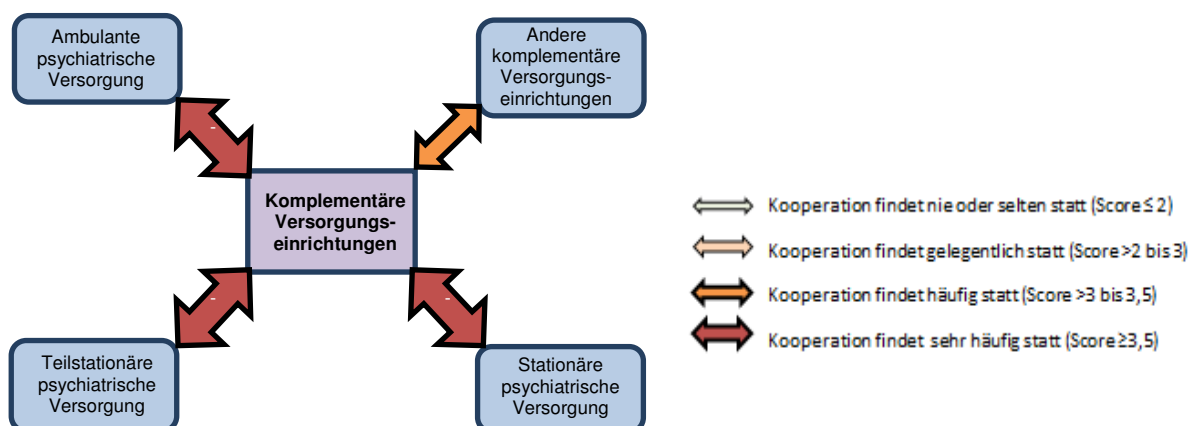 Ambulante
psychiatrische
Versorgung
Andere
komplementäre
Versorgungs-
einrichtungen
Komplementäre
Versorgungs-
einrichtungen
Teilstationäre
psychiatrische
Versorgung
Stationäre
psychiatrische
Versorgung
Kooperation findet nie oder selten statt (Score ≤ 2)
Kooperation findet gelegentlich statt (Score >2 bis 3)
Kooperation findet häufig statt (Score >3 bis 3,5)
Kooperation findet sehr häufig statt (Score ≥3,5)